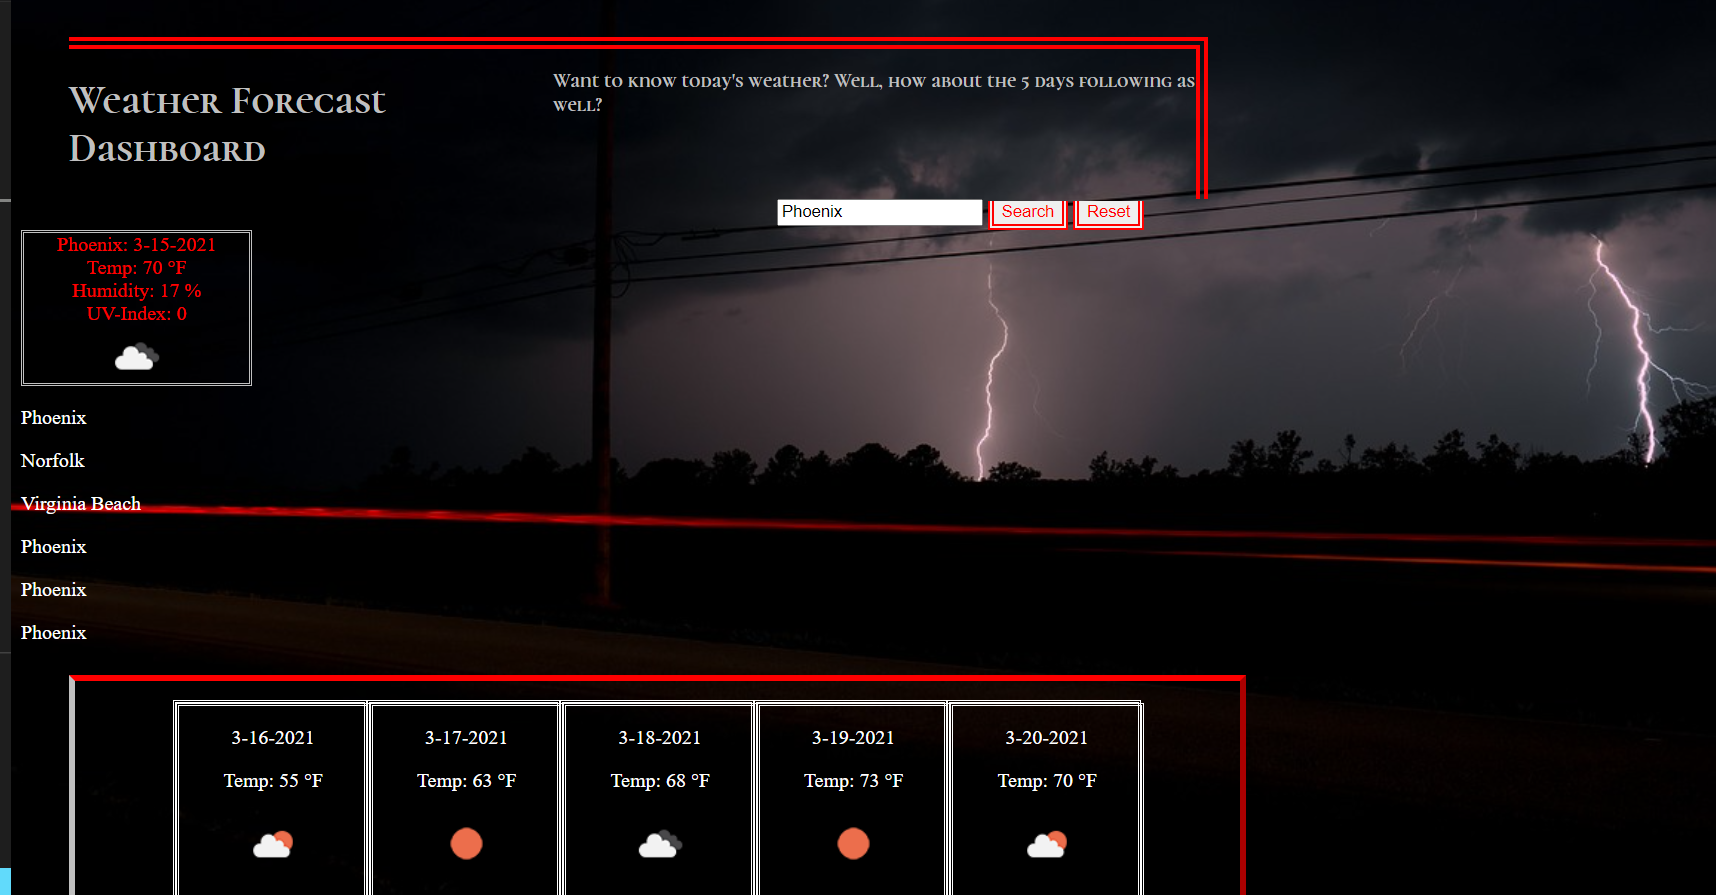 Weather Forecast
Dashboard
Want to know today's weather? Well, how about the 5 days following as
well?
Phoenix
Search
Reset
Phoenix: 3-15-2021
Temp: 70 °F
Humidity: 17 %
UV-Index: 0
Phoenix
Norfolk
Virginia Beach
Phoenix
Phoenix
Phoenix
3-16-2021
Temp: 55 °F
3-17-2021
Temp: 63 °F
3-18-2021
Temp: 68 °F
3-19-2021
Temp: 73 °F
3-20-2021
Temp: 70 °F